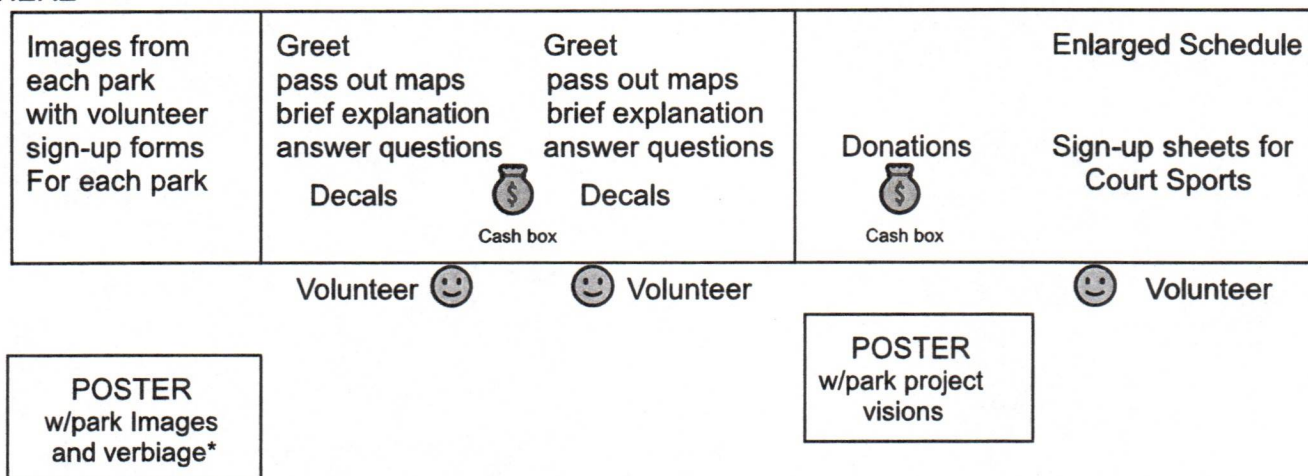 Images from
each park
with volunteer
sign-up forms
For each park
Greet
pass out maps
brief explanation
answer questions
Decals
$
Cash box
Greet
pass out maps
brief explanation
answer questions
Decals
Donations
$
Cash box
Enlarged Schedule
Sign-up sheets for
Court Sports
Volunteer
Volunteer
Volunteer
POSTER
w/park Images
and verbiage*
POSTER
w/park project
visions